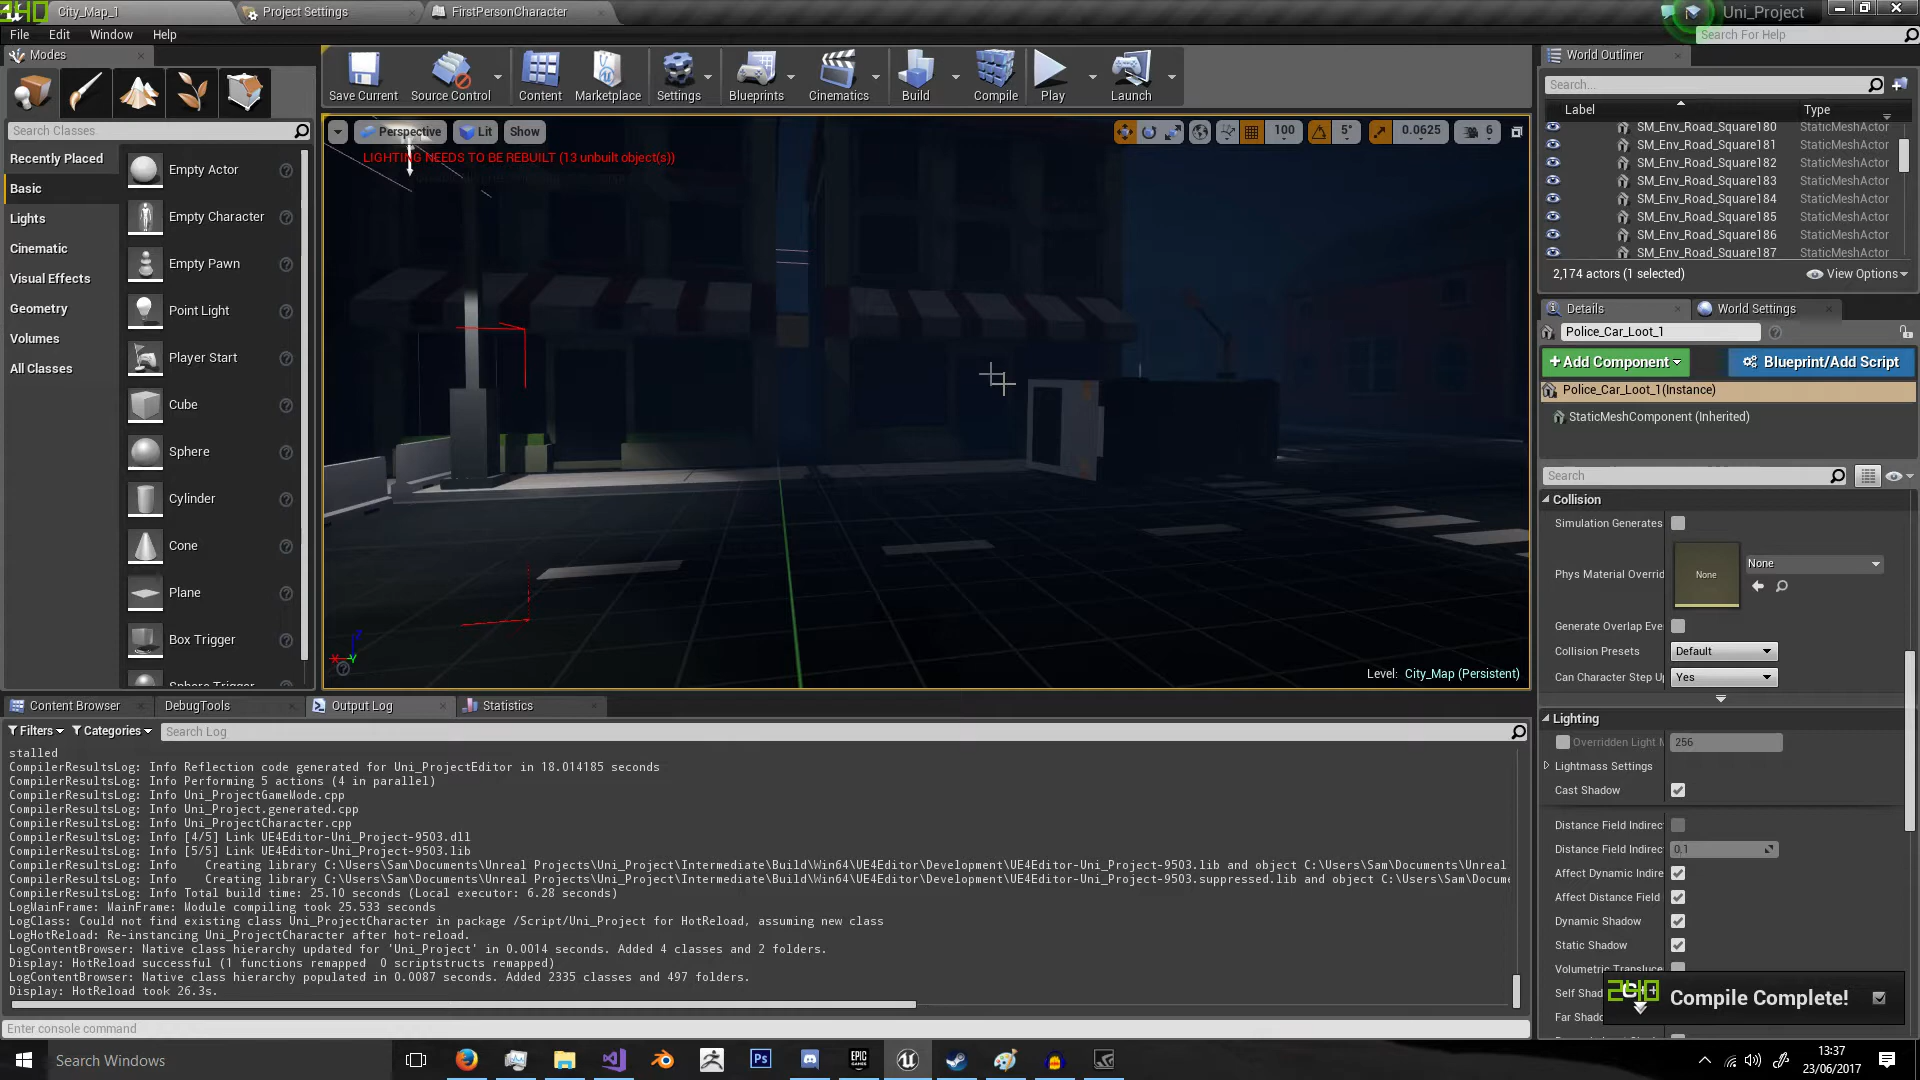 240
City_Map_1
Project Settings
FirstPersonCharacter
Uni_Project
File Edit Window Help
Search For Help
Modes
Search Classes
Recently Placed
Basic
Lights
Cinematic
Visual Effects
Geometry
Volumes
All Classes
Empty Actor
Empty Character
Empty Pawn
Point Light
Player Start
Cube
Sphere
Cylinder
Cone
Plane
Box Trigger
Sphere Trigger
Save Current
Source Control
Content
Marketplace
Settings
Blueprints
Cinematics
Build
Compile
Play
Launch
Perspective
Lit
Show
100
5°
0.0625
6
LIGHTING NEEDS TO BE REBUILT (13 unbuilt object(s))
Level: City_Map (Persistent)
World Outliner
Search...
Label Type
SM_Env_Road_Square180 StaticMeshActor
SM_Env_Road_Square181 StaticMeshActor
SM_Env_Road_Square182 StaticMeshActor
SM_Env_Road_Square183 StaticMeshActor
SM_Env_Road_Square184 StaticMeshActor
SM_Env_Road_Square185 StaticMeshActor
SM_Env_Road_Square186 StaticMeshActor
SM_Env_Road_Square187 StaticMeshActor
2,174 actors (1 selected)
View Options
Details
World Settings
Police_Car_Loot_1
+Add Component
Blueprint/Add Script
Police_Car_Loot_1(Instance)
StaticMeshComponent (Inherited)
Search
Collision
Simulation Generates
Phys Material Overrid
None
None
Generate Overlap Eve
Collision Presets
Default
Can Character Step Up
Yes
Lighting
Overridden Light M
256
Lightmass Settings
Cast Shadow
Distance Field Indirec
Distance Field Indirec
0.1
Affect Dynamic Indire
Affect Distance Field
Dynamic Shadow
Static Shadow
Volumetric Transluce
Self Shad
Far Shado
240
Compile Complete!
Content Browser
DebugTools
Output Log
Statistics
Filters
Categories
Search Log
stalled
CompilerResultsLog: Info Reflection code generated for Uni_ProjectEditor in 18.014185 seconds
CompilerResultsLog: Info Performing 5 actions (4 in parallel)
CompilerResultsLog: Info Uni_ProjectGameMode.cpp
CompilerResultsLog: Info Uni_Project.generated.cpp
CompilerResultsLog: Info Uni_ProjectCharacter.cpp
CompilerResultsLog: Info [4/5] Link UE4Editor-Uni_Project-9503.dll
CompilerResultsLog: Info [5/5] Link UE4Editor-Uni_Project-9503.lib
CompilerResultsLog: Info Creating library C:\Users\Sam\Documents\Unreal Projects\Uni_Project\Intermediate\Build\Win64\UE4Editor\Development\UE4Editor-Uni_Project-9503.lib and object C:\Users\Sam\Documents\Unreal
CompilerResultsLog: Info Creating library C:\Users\Sam\Documents\Unreal Projects\Uni_Project\Intermediate\Build\Win64\UE4Editor\Development\UE4Editor-Uni_Project-9503.suppressed.lib and object C:\Users\Sam\Docume
CompilerResultsLog: Info Total build time: 25.10 seconds (Local executor: 6.28 seconds)
LogMainFrame: MainFrame: Module compiling took 25.533 seconds
LogClass: Could not find existing class Uni_ProjectCharacter in package /Script/Uni_Project for HotReload, assuming new class
LogHotReload: Re-instancing Uni_ProjectCharacter after hot-reload.
LogContentBrowser: Native class hierarchy updated for 'Uni_Project' in 0.0014 seconds. Added 4 classes and 2 folders.
Display: HotReload successful (1 functions remapped 0 scriptstructs remapped)
LogContentBrowser: Native class hierarchy populated in 0.0087 seconds. Added 2335 classes and 497 folders.
Display: HotReload took 26.3s.
Enter console command
Search Windows
Ps
EPIC
GAMES
13:37
23/06/2017